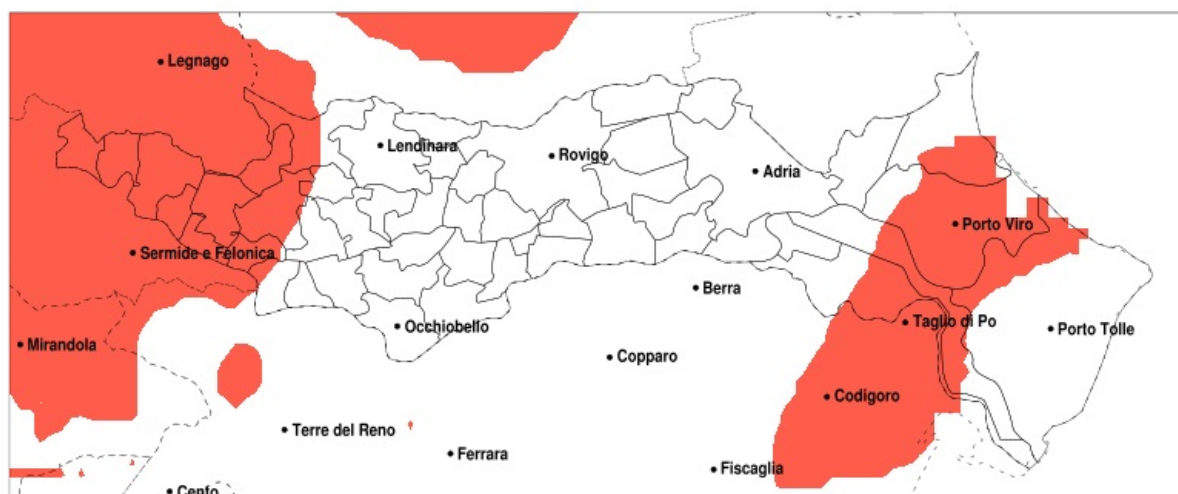 Legnago
Lendinara
Rovigo
Adria
Porto Viro
Sermide e Felonica
Berra
Taglio di Po
Occhiobello
Porto Tolle
Mirandola
Copparo
Codigoro
Terre del Reno
Ferrara
Fiscaglia
Cento